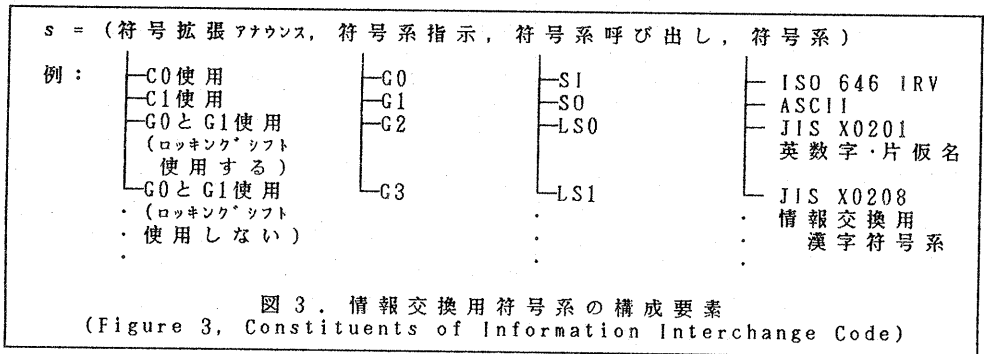 s = (符号拡張アナウンス, 符号系指示, 符号系呼び出し, 符号系)
例: C0使用 G0 SI ISO 646 IRV
C1使用 G1 SO ASCII
G0とG1使用 G2 LS0 JIS X0201
(ロッキングシフト 英数字・片仮名
使用する)
G0とG1使用 G3 LS1 JIS X0208
・(ロッキングシフト ・ ・ 情報交換用
・使用しない) ・ ・ 漢字符号系
図3. 情報交換用符号系の構成要素
(Figure 3, Constituents of Information Interchange Code)